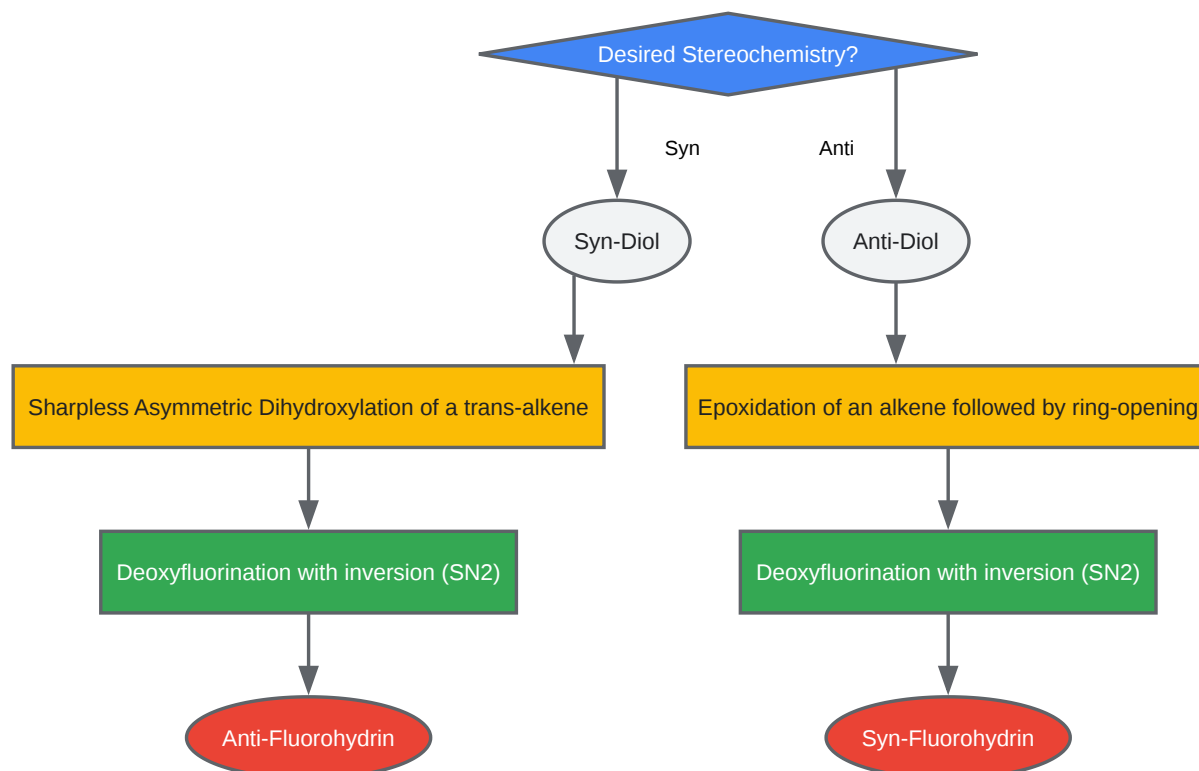 Desired Stereochemistry?
Syn
Anti
Syn-Diol
Anti-Diol
Sharpless Asymmetric Dihydroxylation of a trans-alkene
Epoxidation of an alkene followed by ring-opening
Deoxyfluorination with inversion (SN2)
Deoxyfluorination with inversion (SN2)
Anti-Fluorohydrin
Syn-Fluorohydrin